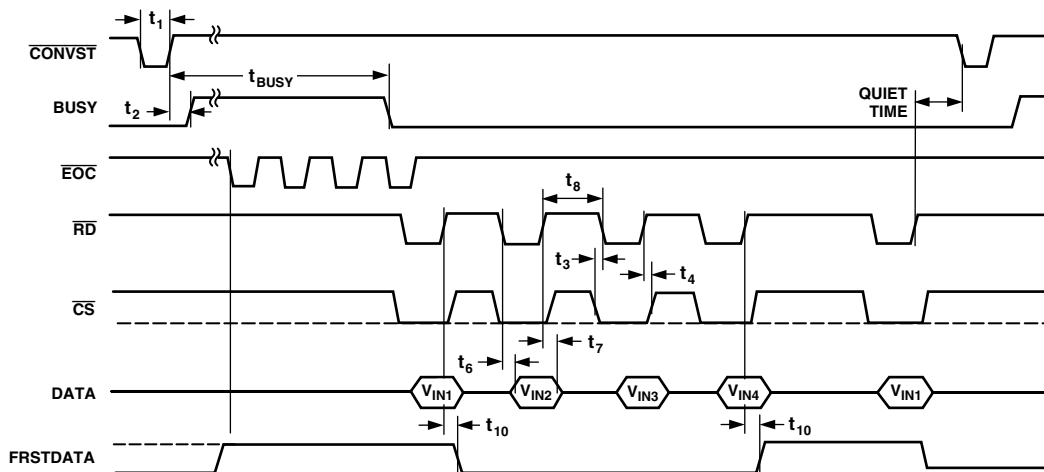 t1
CONVST
tBUSY
BUSY
t2
QUIET
TIME
EOC
t8
RD
t3
t4
CS
t7
t6
DATA
VIN1
VIN2
VIN3
VIN4
VIN1
t10
t10
FRSTDATA